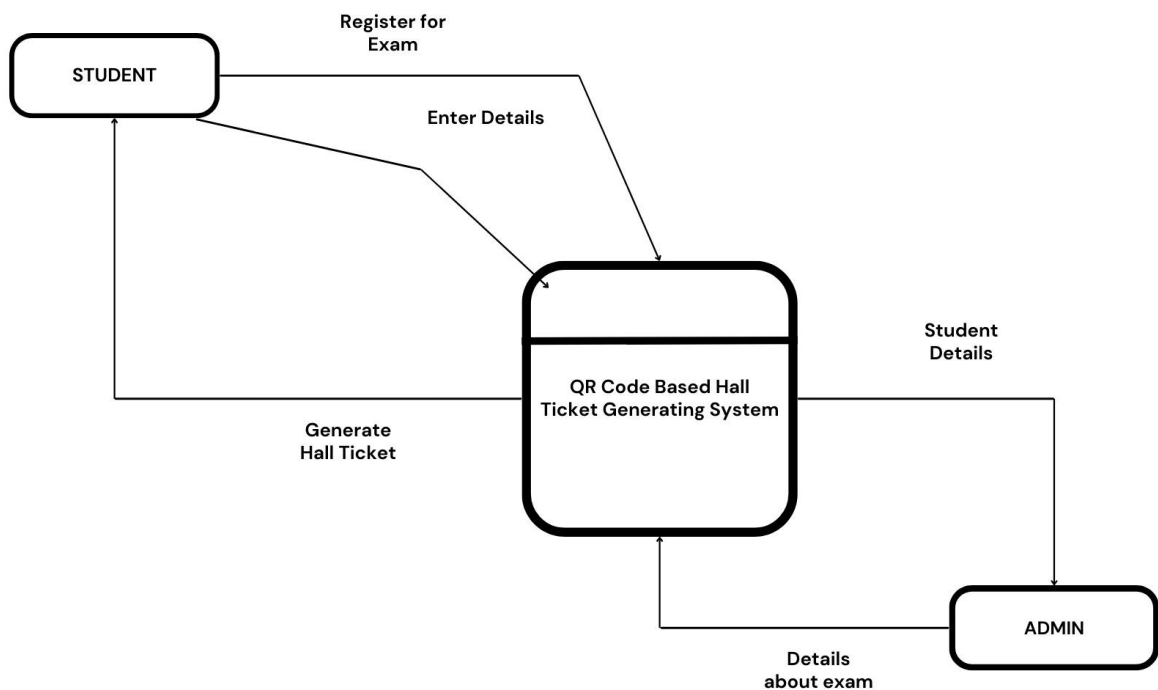 Register for
Exam
STUDENT
Enter Details
Student
Details
QR Code Based Hall
Ticket Generating System
Generate
Hall Ticket
ADMIN
Details
about exam